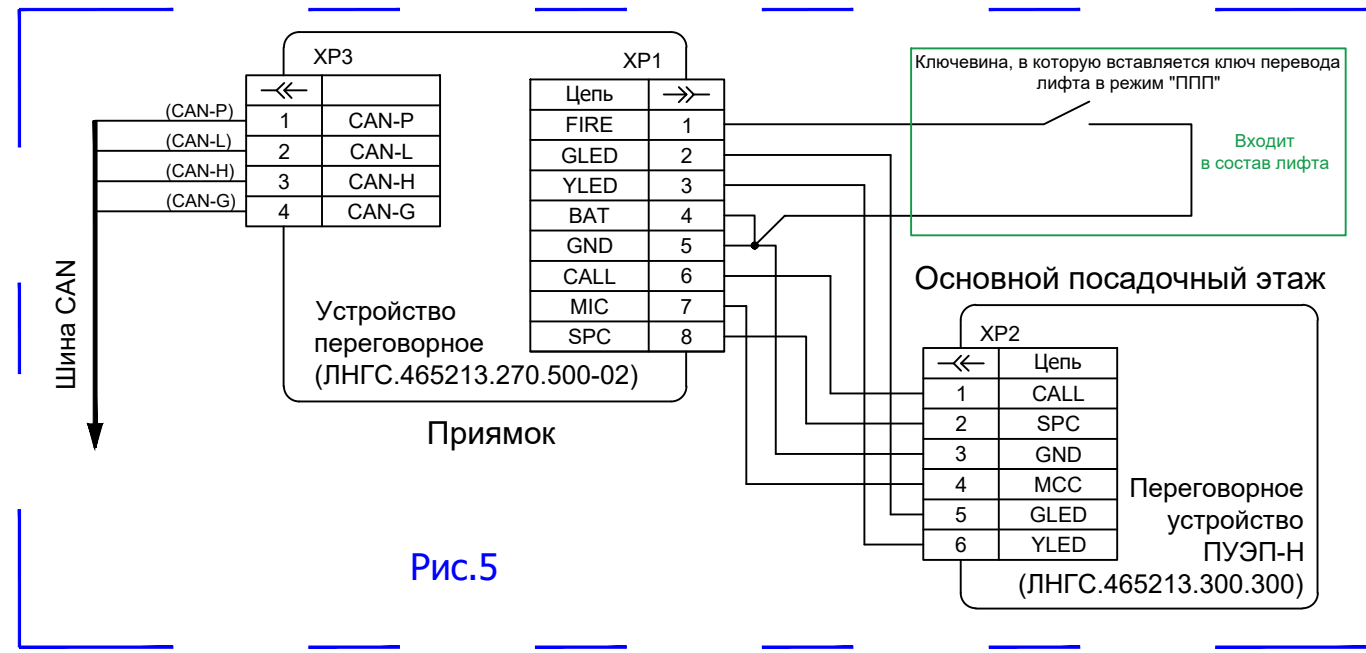 XP3
XP1
(CAN-P) 1 CAN-P
(CAN-L) 2 CAN-L
(CAN-H) 3 CAN-H
(CAN-G) 4 CAN-G
Шина CAN
Цепь
FIRE 1
GLED 2
YLED 3
BAT 4
GND 5
CALL 6
MIC 7
SPC 8
Устройство
переговорное
(ЛНГС.465213.270.500-02)
Приямок
Ключевина, в которую вставляется ключ перевода
лифта в режим "ППП"
Входит
в состав лифта
Основной посадочный этаж
XP2
Цепь
1 CALL
2 SPC
3 GND
4 MCC
5 GLED
6 YLED
Переговорное
устройство
ПУЭП-Н
(ЛНГС.465213.300.300)
Рис.5